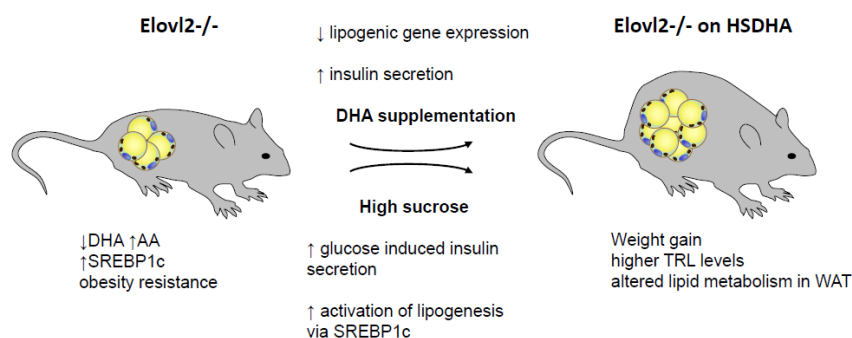 Elovl2-/-
↓ lipogenic gene expression
↑ insulin secretion
DHA supplementation
High sucrose
↑ glucose induced insulin
secretion
↑ activation of lipogenesis
via SREBP1c
Elovl2-/- on HSDHA
↓DHA ↑AA
↑SREBP1c
obesity resistance
Weight gain
higher TRL levels
altered lipid metabolism in WAT